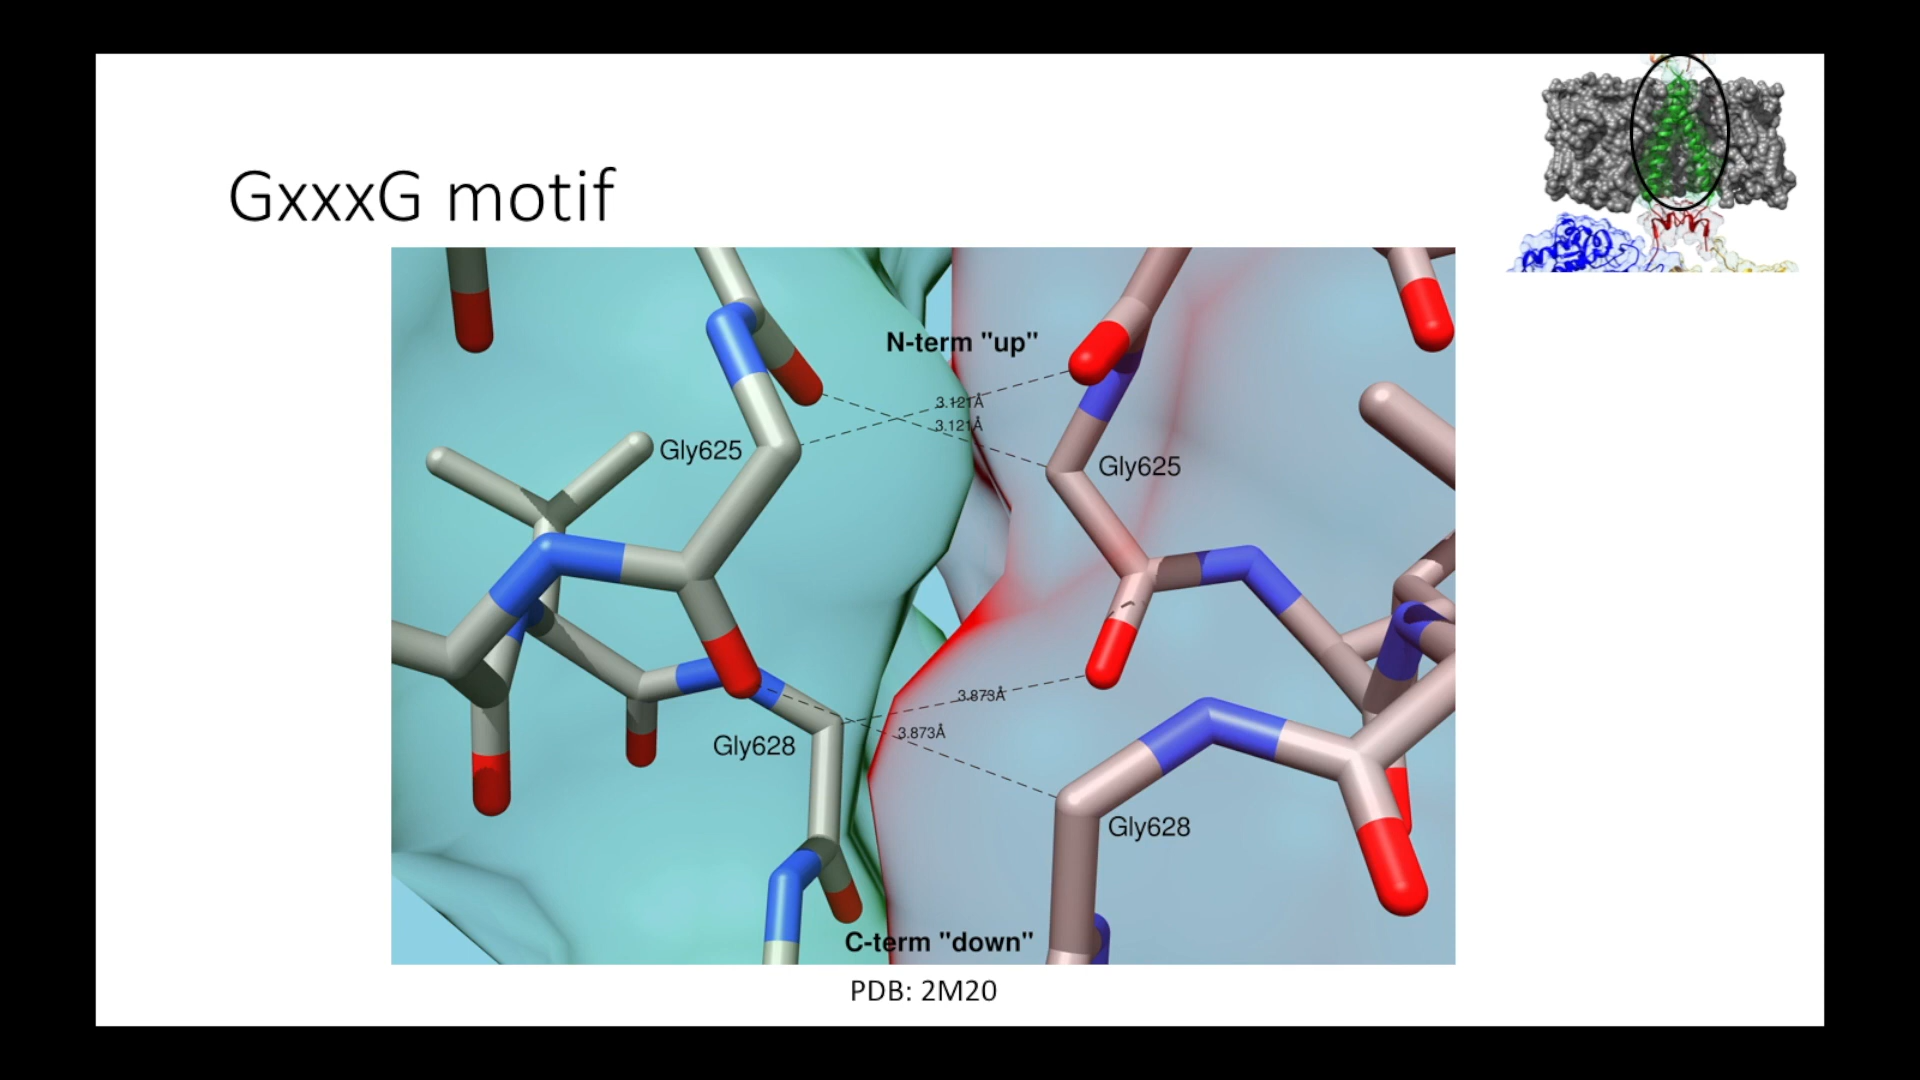 GxxxG motif
N-term "up"
3.121Å
3.121Å
Gly625
Gly625
3.873Å
3.873Å
Gly628
Gly628
C-term "down"
PDB: 2M20